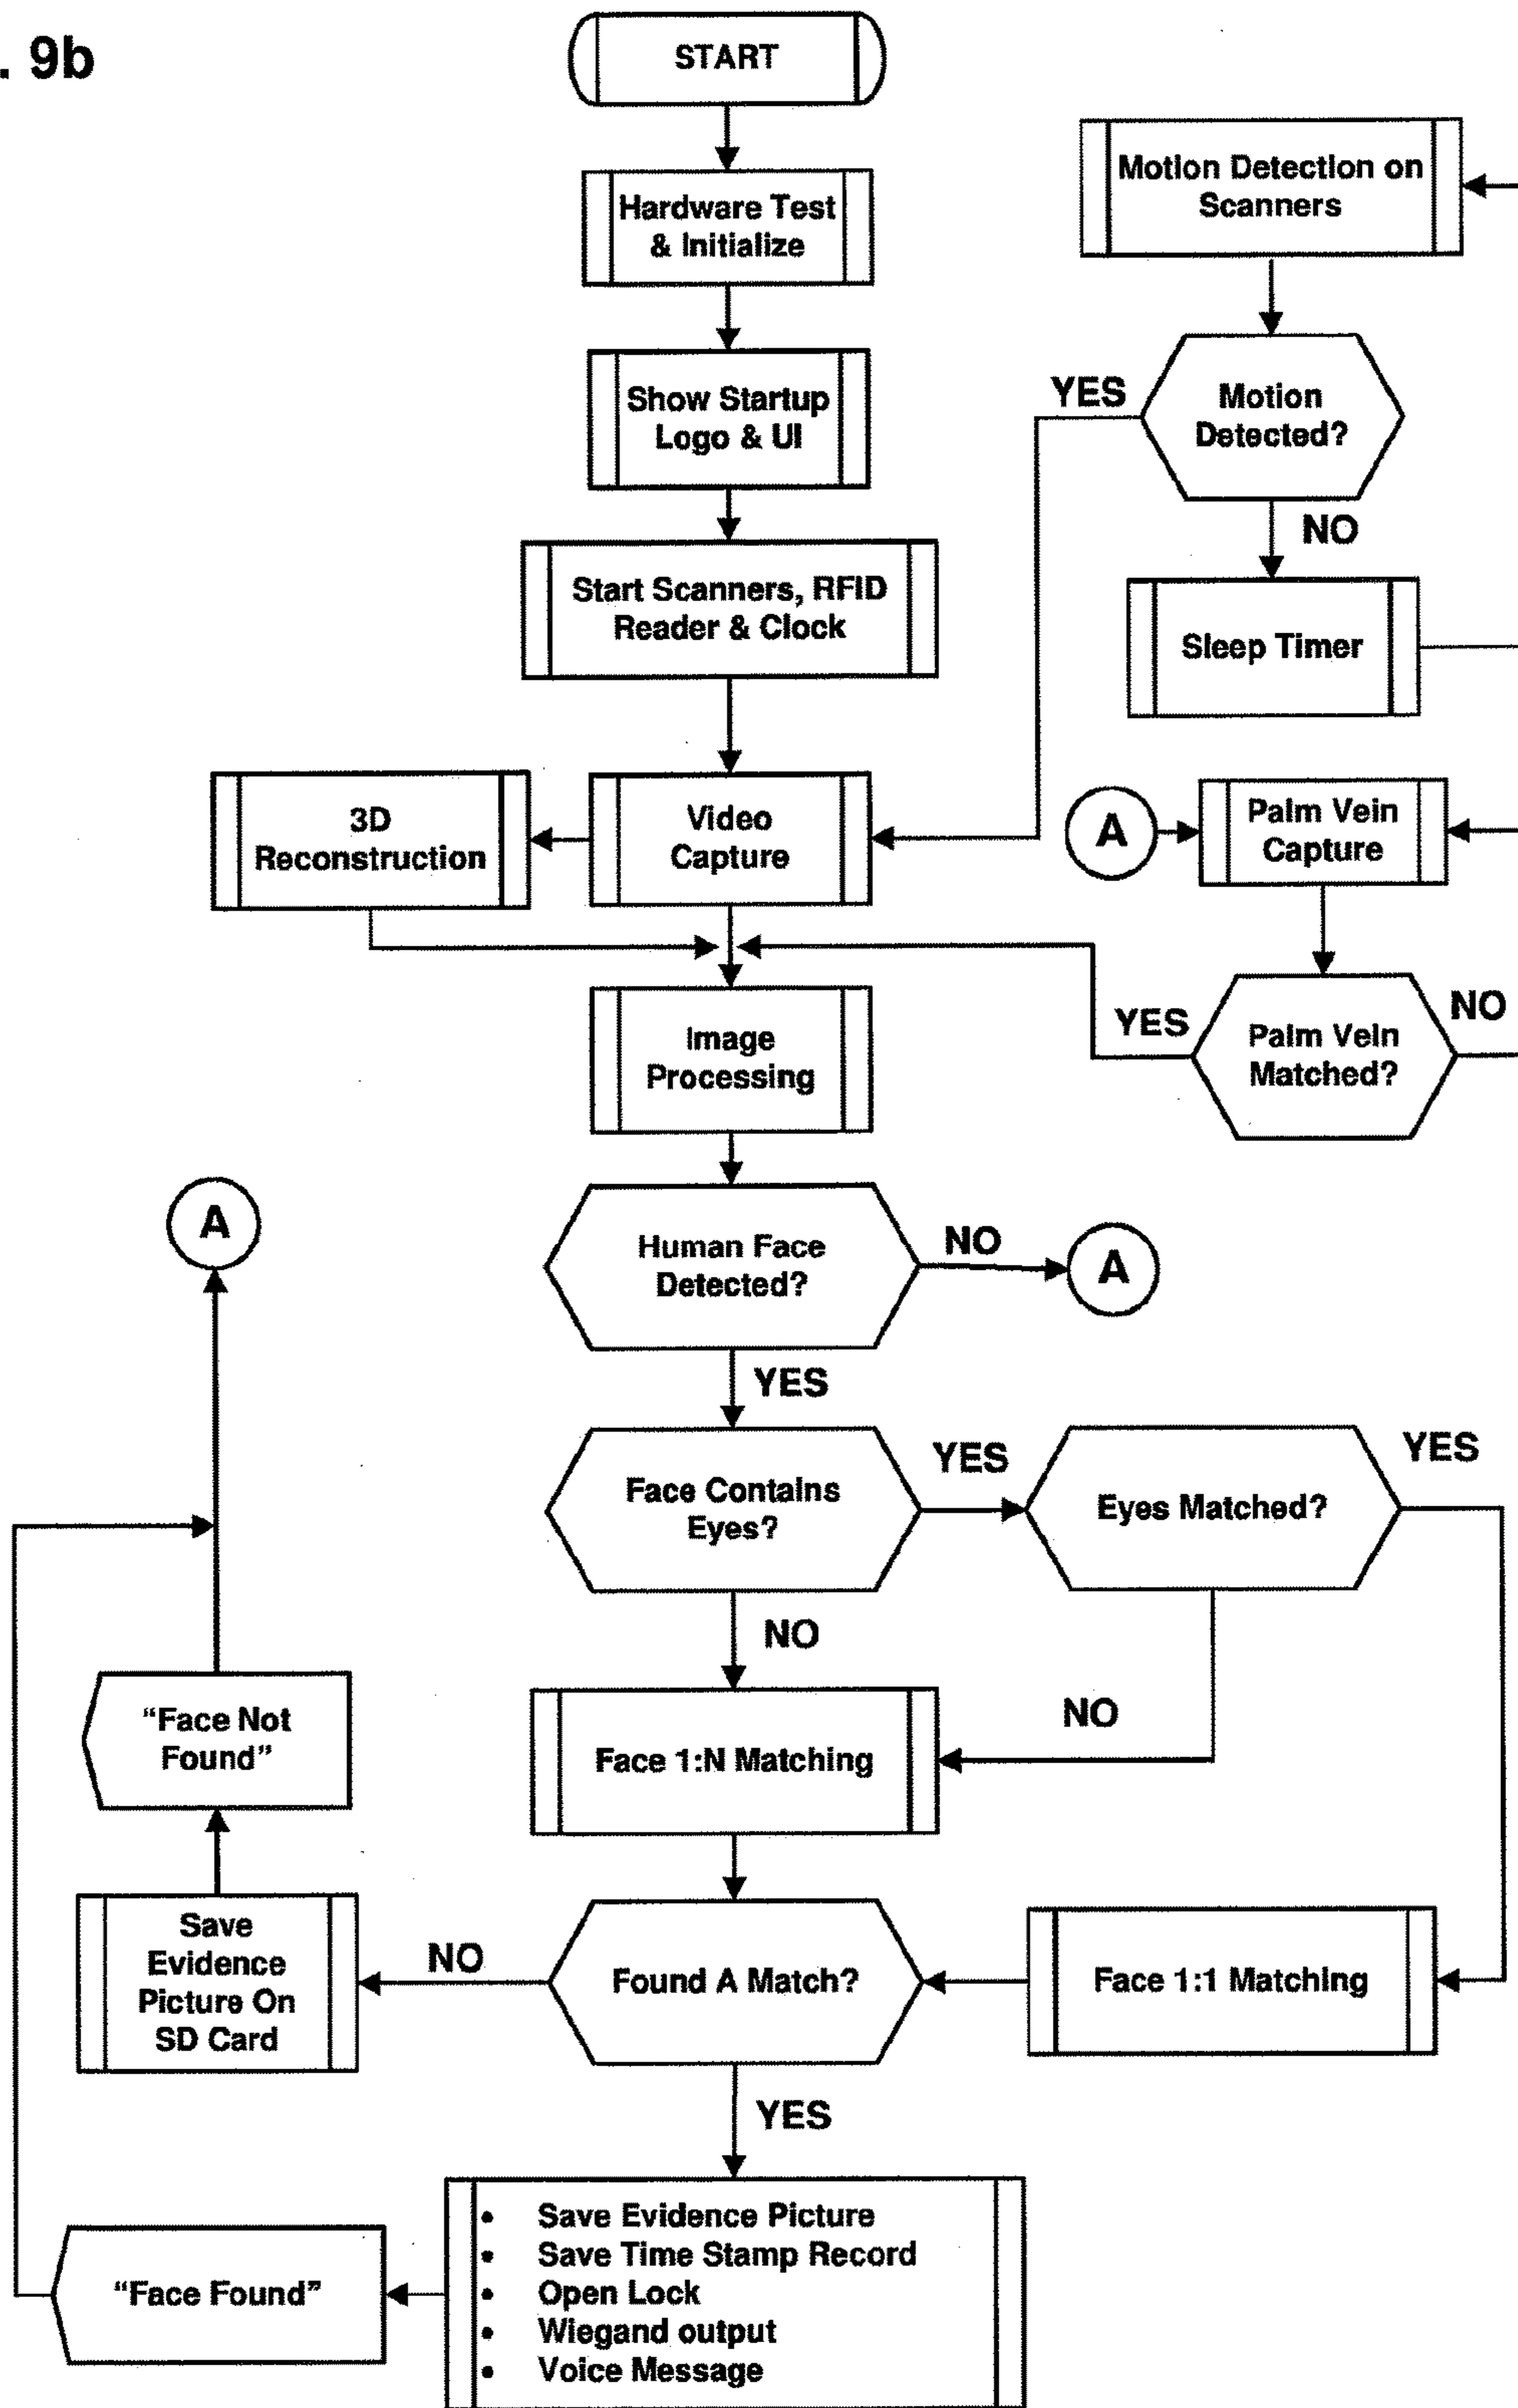 . 9b
START
Hardware Test
& Initialize
Show Startup
Logo & UI
Start Scanners, RFID
Reader & Clock
Motion Detection on
Scanners
Motion
Detected?
YES
NO
Sleep Timer
3D
Reconstruction
Video
Capture
A
Palm Vein
Capture
Palm Vein
Matched?
YES
NO
Image
Processing
A
Human Face
Detected?
NO
A
YES
Face Contains
Eyes?
YES
Eyes Matched?
YES
NO
NO
Face 1:N Matching
"Face Not
Found"
Save
Evidence
Picture On
SD Card
NO
Found A Match?
Face 1:1 Matching
YES
"Face Found"
• Save Evidence Picture
• Save Time Stamp Record
• Open Lock
• Wiegand output
• Voice Message